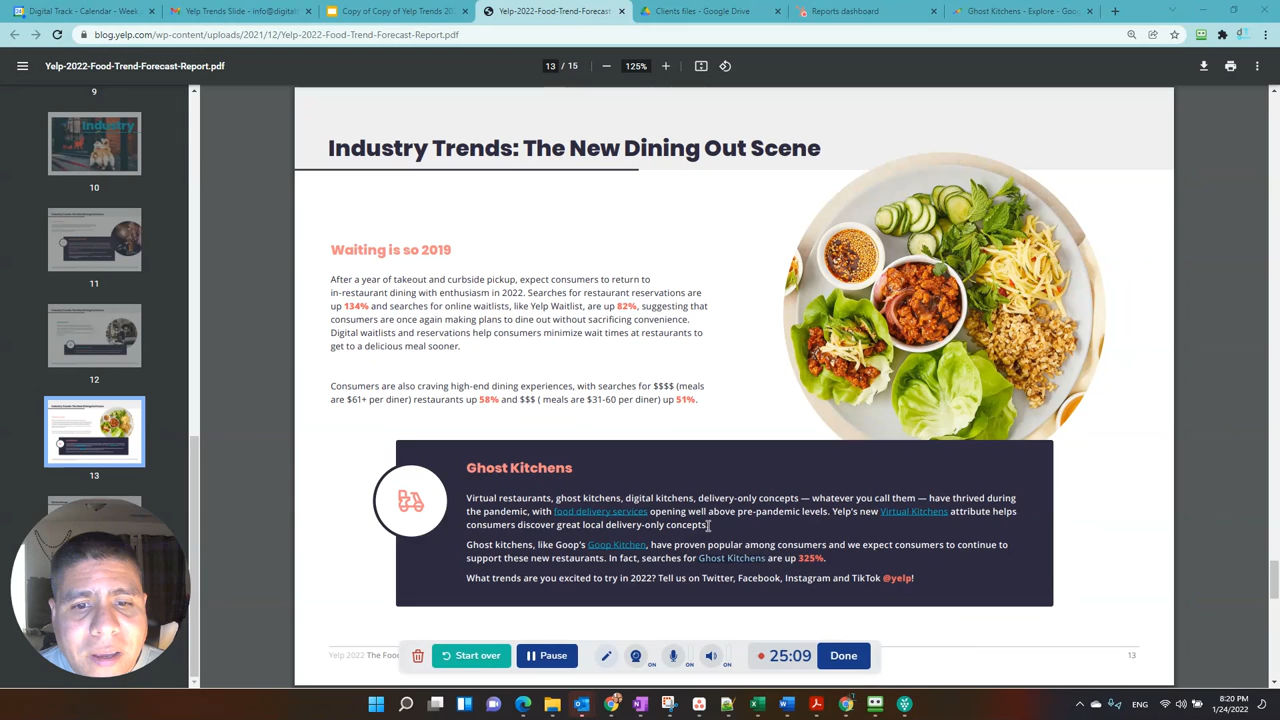 Digital Trends - Calendar -
Yelp Trends Slide - info@digital
Copy of Copy of Yelp Trend 2019
Yelp-2022-Food-Trend-Forecast-
Clients files - Google Drive
Reports dashboard
Ghost Kitchens - Explore - Goog
blog.yelp.com/wp-content/uploads/2021/12/Yelp-2022-Food-Trend-Forecast-Report.pdf
Yelp-2022-Food-Trend-Forecast-Report.pdf
13 / 15
125%
9
Industry
10
11
12
13
Industry Trends: The New Dining Out Scene
Waiting is so 2019
After a year of takeout and curbside pickup, expect consumers to return to
in-restaurant dining with enthusiasm in 2022. Searches for restaurant reservations are
up 134% and searches for online waitlists, like Yelp Waitlist, are up 82%, suggesting that
consumers are once again making plans to dine out without sacrificing convenience.
Digital waitlists and reservations help consumers minimize wait times at restaurants to
get to a delicious meal sooner.
Consumers are also craving high-end dining experiences, with searches for $$$$ (meals
are $61+ per diner) restaurants up 58% and $$$ ( meals are $31-60 per diner) up 51%.
Ghost Kitchens
Virtual restaurants, ghost kitchens, digital kitchens, delivery-only concepts — whatever you call them — have thrived during
the pandemic, with food delivery services opening well above pre-pandemic levels. Yelp's new Virtual Kitchens attribute helps
consumers discover great local delivery-only concepts.
Ghost kitchens, like Goop's Goop Kitchen, have proven popular among consumers and we expect consumers to continue to
support these new restaurants. In fact, searches for Ghost Kitchens are up 325%.
What trends are you excited to try in 2022? Tell us on Twitter, Facebook, Instagram and TikTok @yelp!
Yelp 2022 The Foo
13
Start over
Pause
ON
ON
ON
25:09
Done
8:20 PM
1/24/2022